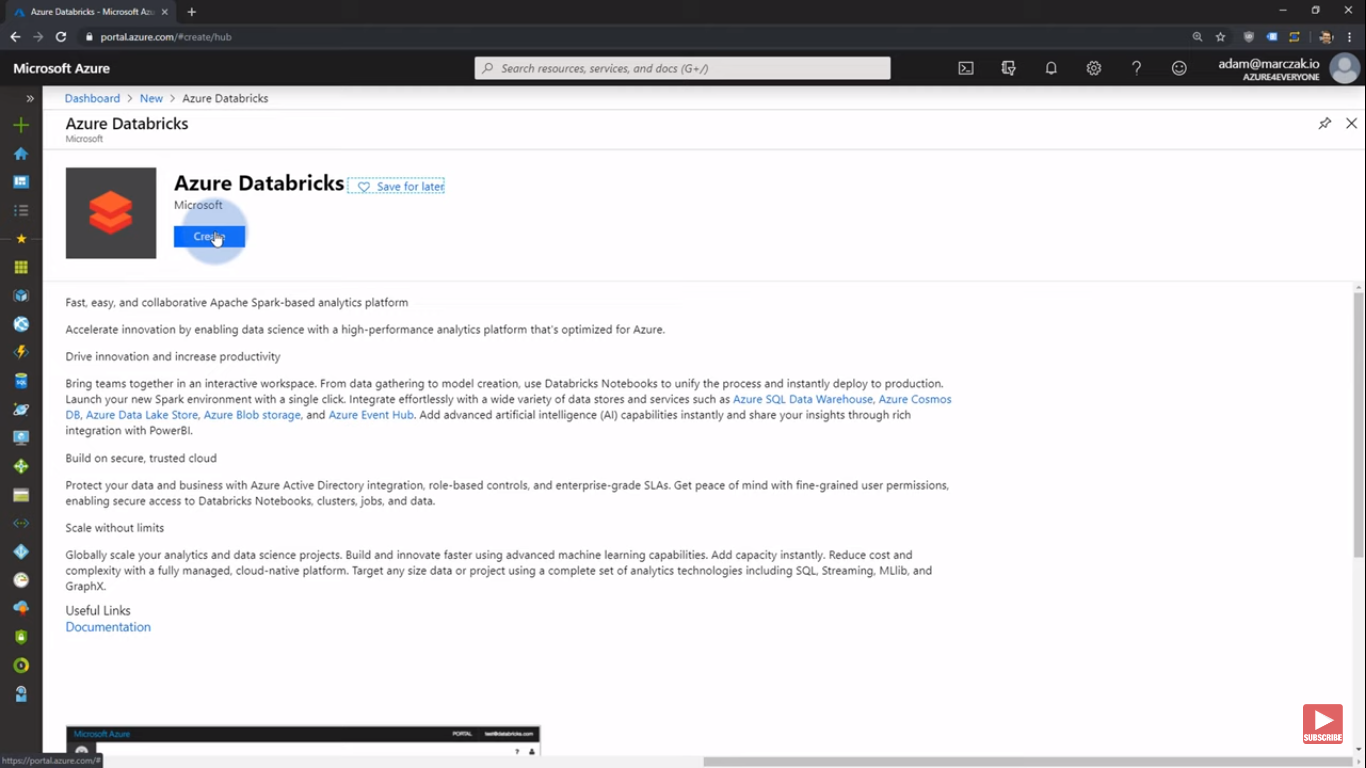 Azure Databricks - Microsoft Azu
portal.azure.com/#create/hub
Microsoft Azure
Search resources, services, and docs (G+/)
adam@marczak.io
AZURE4EVERYONE
Dashboard > New > Azure Databricks
Azure Databricks
Microsoft
Azure Databricks
Save for later
Microsoft
Create
Fast, easy, and collaborative Apache Spark-based analytics platform
Accelerate innovation by enabling data science with a high-performance analytics platform that's optimized for Azure.
Drive innovation and increase productivity
Bring teams together in an interactive workspace. From data gathering to model creation, use Databricks Notebooks to unify the process and instantly deploy to production.
Launch your new Spark environment with a single click. Integrate effortlessly with a wide variety of data stores and services such as Azure SQL Data Warehouse, Azure Cosmos
DB, Azure Data Lake Store, Azure Blob storage, and Azure Event Hub. Add advanced artificial intelligence (AI) capabilities instantly and share your insights through rich
integration with PowerBI.
Build on secure, trusted cloud
Protect your data and business with Azure Active Directory integration, role-based controls, and enterprise-grade SLAs. Get peace of mind with fine-grained user permissions,
enabling secure access to Databricks Notebooks, clusters, jobs, and data.
Scale without limits
Globally scale your analytics and data science projects. Build and innovate faster using advanced machine learning capabilities. Add capacity instantly. Reduce cost and
complexity with a fully managed, cloud-native platform. Target any size data or project using a complete set of analytics technologies including SQL, Streaming, MLlib, and
GraphX.
Useful Links
Documentation
Microsoft Azure
PORTAL
test@databricks.com
SUBSCRIBE
https://portal.azure.com/#